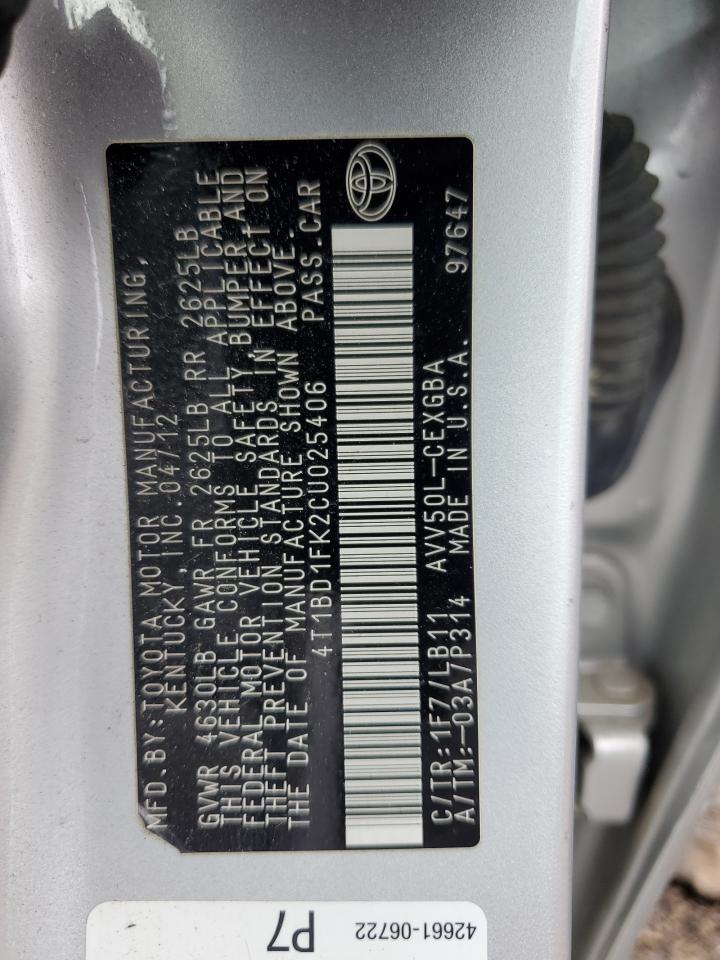 MFD.BY:TOYOTA MOTOR MANUFACTURING,
KENTUCKY, INC.04/12
GVWR 4630LB GAWR FR 2625LB RR 2625LB
THIS VEHICLE CONFORMS TO ALL APPLICABLE
FEDERAL MOTOR VEHICLE SAFETY, BUMPER, AND
THEFT PREVENTION STANDARDS IN EFFECT ON
THE DATE OF MANUFACTURE SHOWN ABOVE.
4T1BD1FK2CU025406 PASS.CAR
C/TR:1F7/LB11 AVV50L-CEXGBA
A/TM:-03A/P314 MADE IN U.S.A. 97647
P7
42661-06722